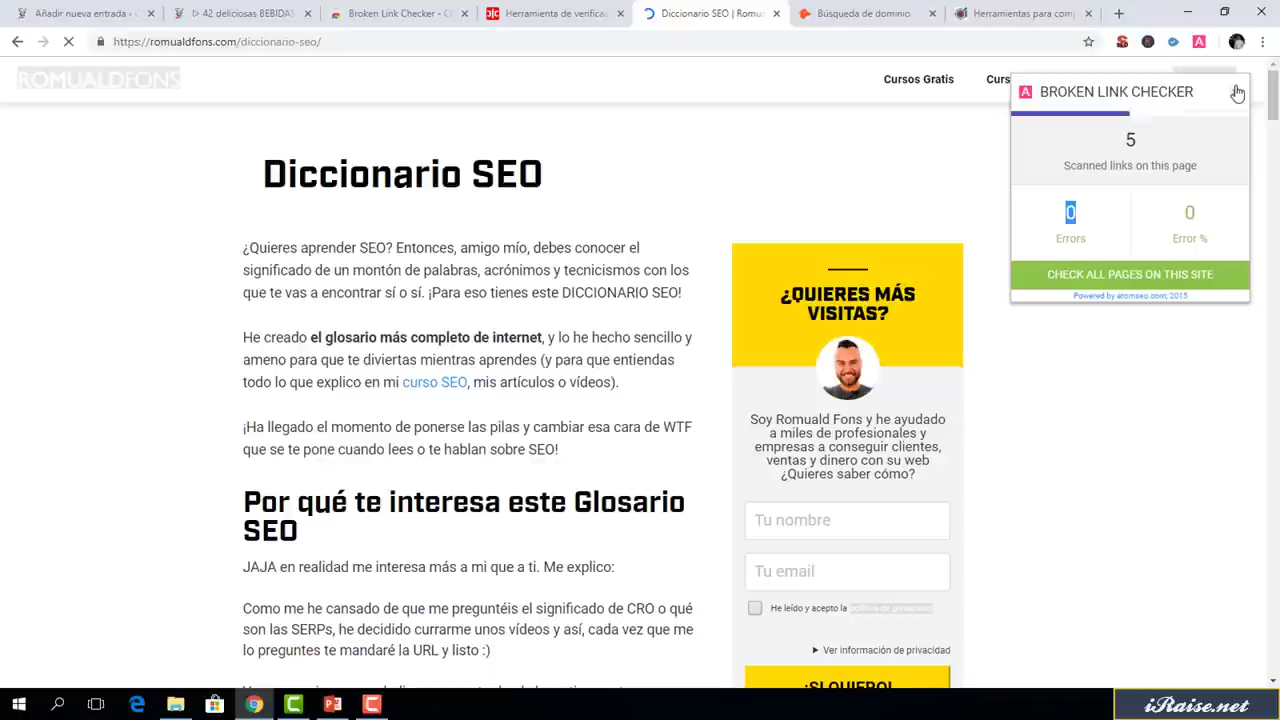 Añadir nueva entrada ‹ C
▷ 42 deliciosas BEBIDAS
Broken Link Checker - Ch
Herramienta de verificac
Diccionario SEO | Romua
Búsqueda de dominio
Herramientas para comp
https://romualdfons.com/diccionario-seo/
ROMUALDFONS
Cursos Gratis
Curs
BROKEN LINK CHECKER
5
Scanned links on this page
0
0
Errors
Error %
CHECK ALL PAGES ON THIS SITE
Powered by atomseo.com; 2015
Diccionario SEO
¿Quieres aprender SEO? Entonces, amigo mío, debes conocer el
significado de un montón de palabras, acrónimos y tecnicismos con los
que te vas a encontrar sí o sí. ¡Para eso tienes este DICCIONARIO SEO!
He creado el glosario más completo de internet, y lo he hecho sencillo y
ameno para que te diviertas mientras aprendes (y para que entiendas
todo lo que explico en mi curso SEO, mis artículos o vídeos).
¡Ha llegado el momento de ponerse las pilas y cambiar esa cara de WTF
que se te pone cuando lees o te hablan sobre SEO!
Por qué te interesa este Glosario
SEO
JAJA en realidad me interesa más a mi que a ti. Me explico:
Como me he cansado de que me preguntéis el significado de CRO o qué
son las SERPs, he decidido currarme unos vídeos y así, cada vez que me
lo preguntes te mandaré la URL y listo :)
¿QUIERES MÁS
VISITAS?
Soy Romuald Fons y he ayudado
a miles de profesionales y
empresas a conseguir clientes,
ventas y dinero con su web
¿Quieres saber cómo?
Tu nombre
Tu email
He leído y acepto la política de privacidad
► Ver información de privacidad
¡SI QUIERO!
iRaise.net